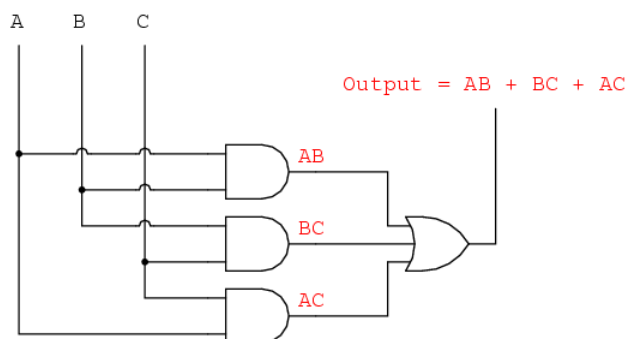 A B C
Output = AB + BC + AC
AB
BC
AC